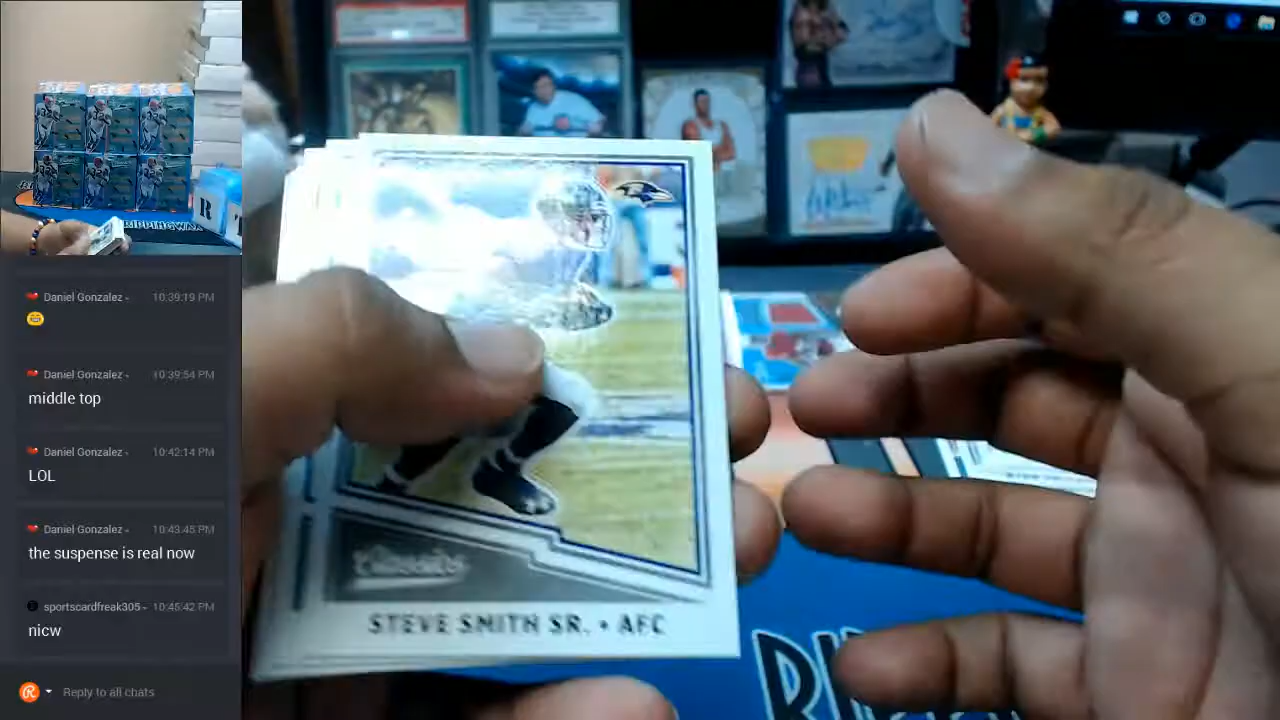 RIPPINGWAX
Daniel Gonzalez 10:39:19 PM
Daniel Gonzalez 10:39:54 PM
middle top
Daniel Gonzalez 10:42:14 PM
LOL
Daniel Gonzalez 10:43:45 PM
the suspense is real now
sportscardfreak305 10:45:42 PM
nicw
Reply to all chats
Classics
STEVE SMITH SR. • AFC